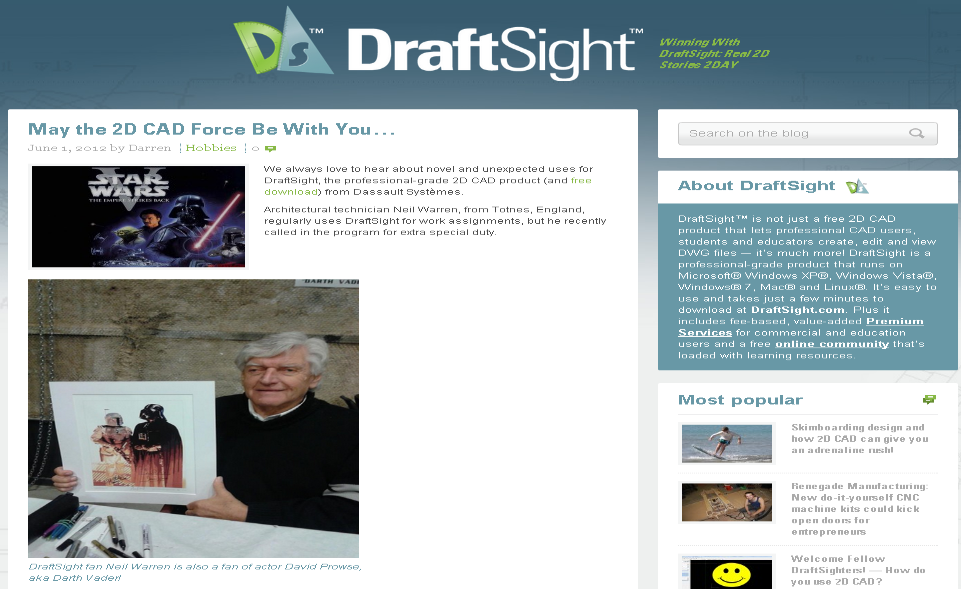 DS™ DraftSight™
Winning With
DraftSight: Real 2D
Stories 2DAY
May the 2D CAD Force Be With You...
June 1, 2012 by Darren Hobbies 0
STAR
WARS
THE EMPIRE STRIKES BACK
We always love to hear about novel and unexpected uses for
DraftSight, the professional-grade 2D CAD product (and free
download) from Dassault Systèmes.
Architectural technician Neil Warren, from Totnes, England,
regularly uses DraftSight for work assignments, but he recently
called in the program for extra special duty.
DARTH VADE
DraftSight fan Neil Warren is also a fan of actor David Prowse,
aka Darth Vader!
Search on the blog
About DraftSight
DraftSight™ is not just a free 2D CAD
product that lets professional CAD users,
students and educators create, edit and view
DWG files — it's much more! DraftSight is a
professional-grade product that runs on
Microsoft® Windows XP®, Windows Vista®,
Windows® 7, Mac® and Linux®. It's easy to
use and takes just a few minutes to
download at DraftSight.com. Plus it
includes fee-based, value-added Premium
Services for commercial and education
users and a free online community that's
loaded with learning resources.
Most popular
Skimboarding design and
how 2D CAD can give you
an adrenaline rush!
Renegade Manufacturing:
New do-it-yourself CNC
machine kits could kick
open doors for
entrepreneurs
Welcome Fellow
DraftSighters! — How do
you use 2D CAD?